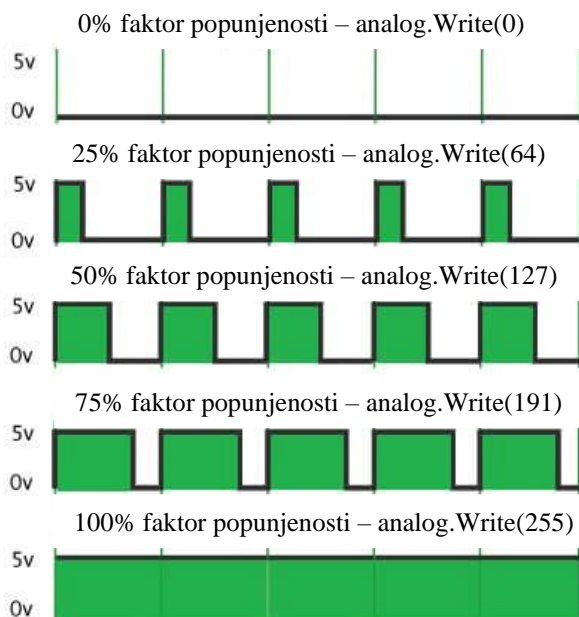 0% faktor popunjenosti – analog.Write(0)
5v
0v
25% faktor popunjenosti – analog.Write(64)
5v
0v
50% faktor popunjenosti – analog.Write(127)
5v
0v
75% faktor popunjenosti – analog.Write(191)
5v
0v
100% faktor popunjenosti – analog.Write(255)
5v
0v